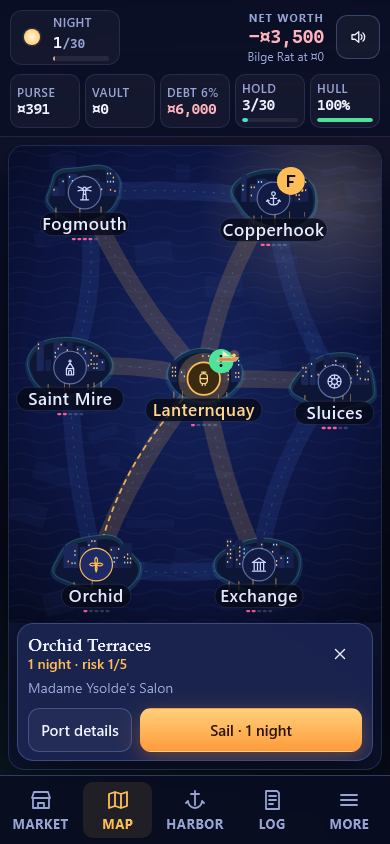 NIGHT
1/30
NET WORTH
−¤3,500
Bilge Rat at ¤0
PURSE
¤391
VAULT
¤0
DEBT 6%
¤6,000
HOLD
3/30
HULL
100%
F
Fogmouth
Copperhook
Saint Mire
Lanternquay
Sluices
Orchid
Exchange
Orchid Terraces
1 night · risk 1/5
Madame Ysolde's Salon
Port details
Sail · 1 night
MARKET
MAP
HARBOR
LOG
MORE